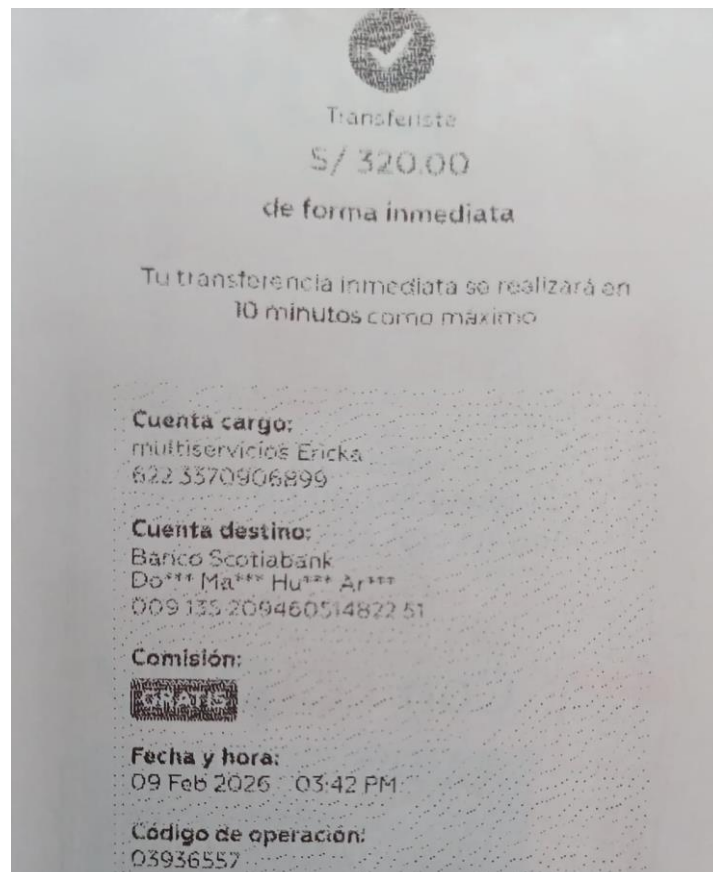 Transferiste
S/ 320.00
de forma inmediata
Tu transferencia inmediata se realizará en
10 minutos como máximo
Cuenta cargo:
multiservicios Ericka
622 3370906899
Cuenta destino:
Banco Scotiabank
Do*** Ma*** Hu*** Ar***
009 135 209460514822 51
Comisión:
GRATIS
Fecha y hora:
09 Feb 2026 03:42 PM
Código de operación:
03936557